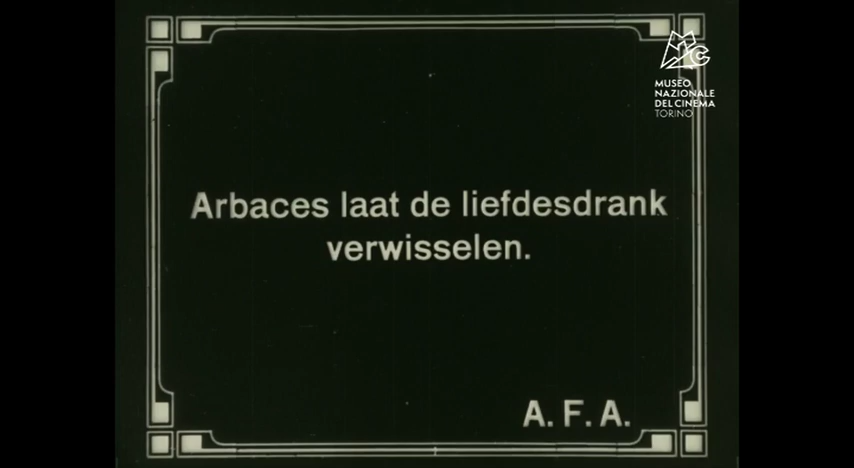 MUSEO
NAZIONALE
DEL CINEMA
TORINO
Arbaces laat de liefdesdrank
verwisselen.
A. F. A.